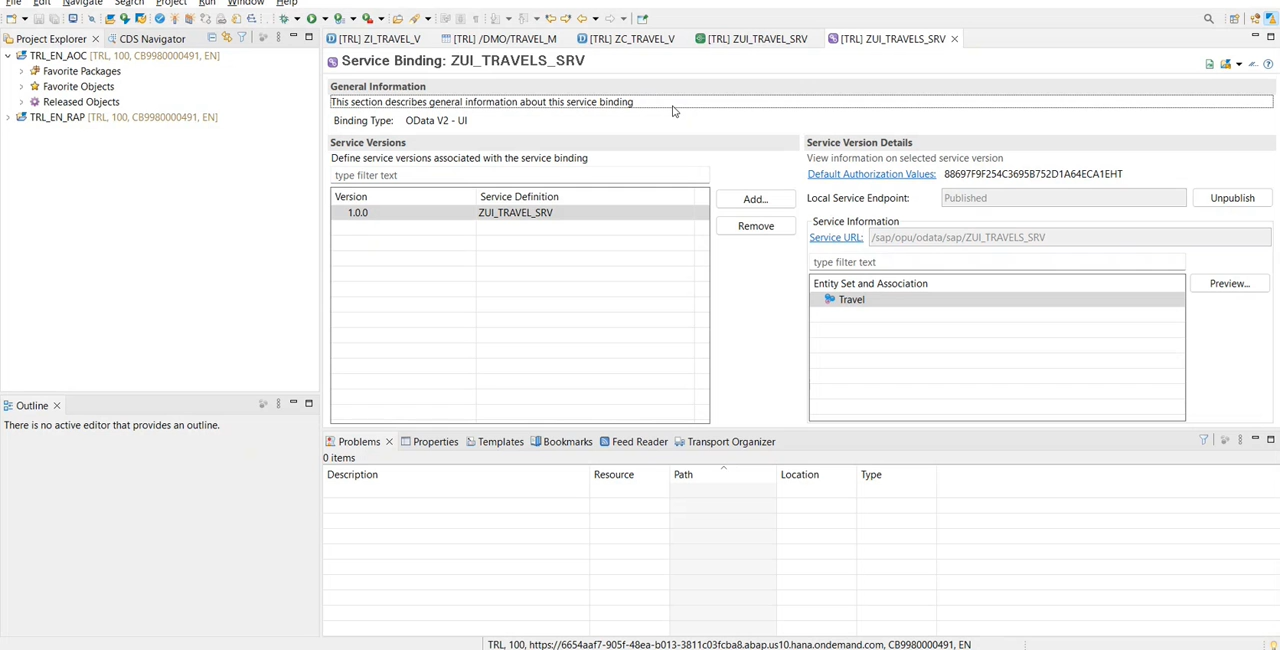 File Edit Navigate Search Project Run Window Help
Project Explorer CDS Navigator
TRL_EN_AOC [TRL, 100, CB9980000491, EN]
Favorite Packages
Favorite Objects
Released Objects
TRL_EN_RAP [TRL, 100, CB9980000491, EN]
Outline
There is no active editor that provides an outline.
[TRL] ZI_TRAVEL_V [TRL] /DMO/TRAVEL_M [TRL] ZC_TRAVEL_V [TRL] ZUI_TRAVEL_SRV [TRL] ZUI_TRAVELS_SRV
Service Binding: ZUI_TRAVELS_SRV
General Information
This section describes general information about this service binding
Binding Type: OData V2 - UI
Service Versions
Define service versions associated with the service binding
type filter text
Version Service Definition
1.0.0 ZUI_TRAVEL_SRV
Add...
Remove
Service Version Details
View information on selected service version
Default Authorization Values: 88697F9F254C3695B752D1A64ECA1EHT
Local Service Endpoint: Published Unpublish
Service Information
Service URL: /sap/opu/odata/sap/ZUI_TRAVELS_SRV
type filter text
Entity Set and Association
Travel
Preview...
Problems Properties Templates Bookmarks Feed Reader Transport Organizer
0 items
Description Resource Path Location Type
TRL, 100, https://6654aaf7-905f-48ea-b013-3811c03fcba8.abap.us10.hana.ondemand.com, CB9980000491, EN